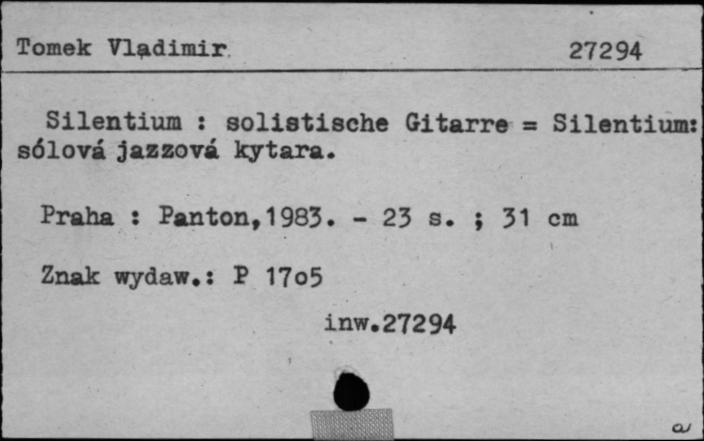 Tomek Vladimir 27294
Silentium : solistische Gitarre = Silentium:
sólová jazzová kytara.
Praha : Panton,1983. - 23 s. ; 31 cm
Znak wydaw.: P 17o5
inw.27294
a